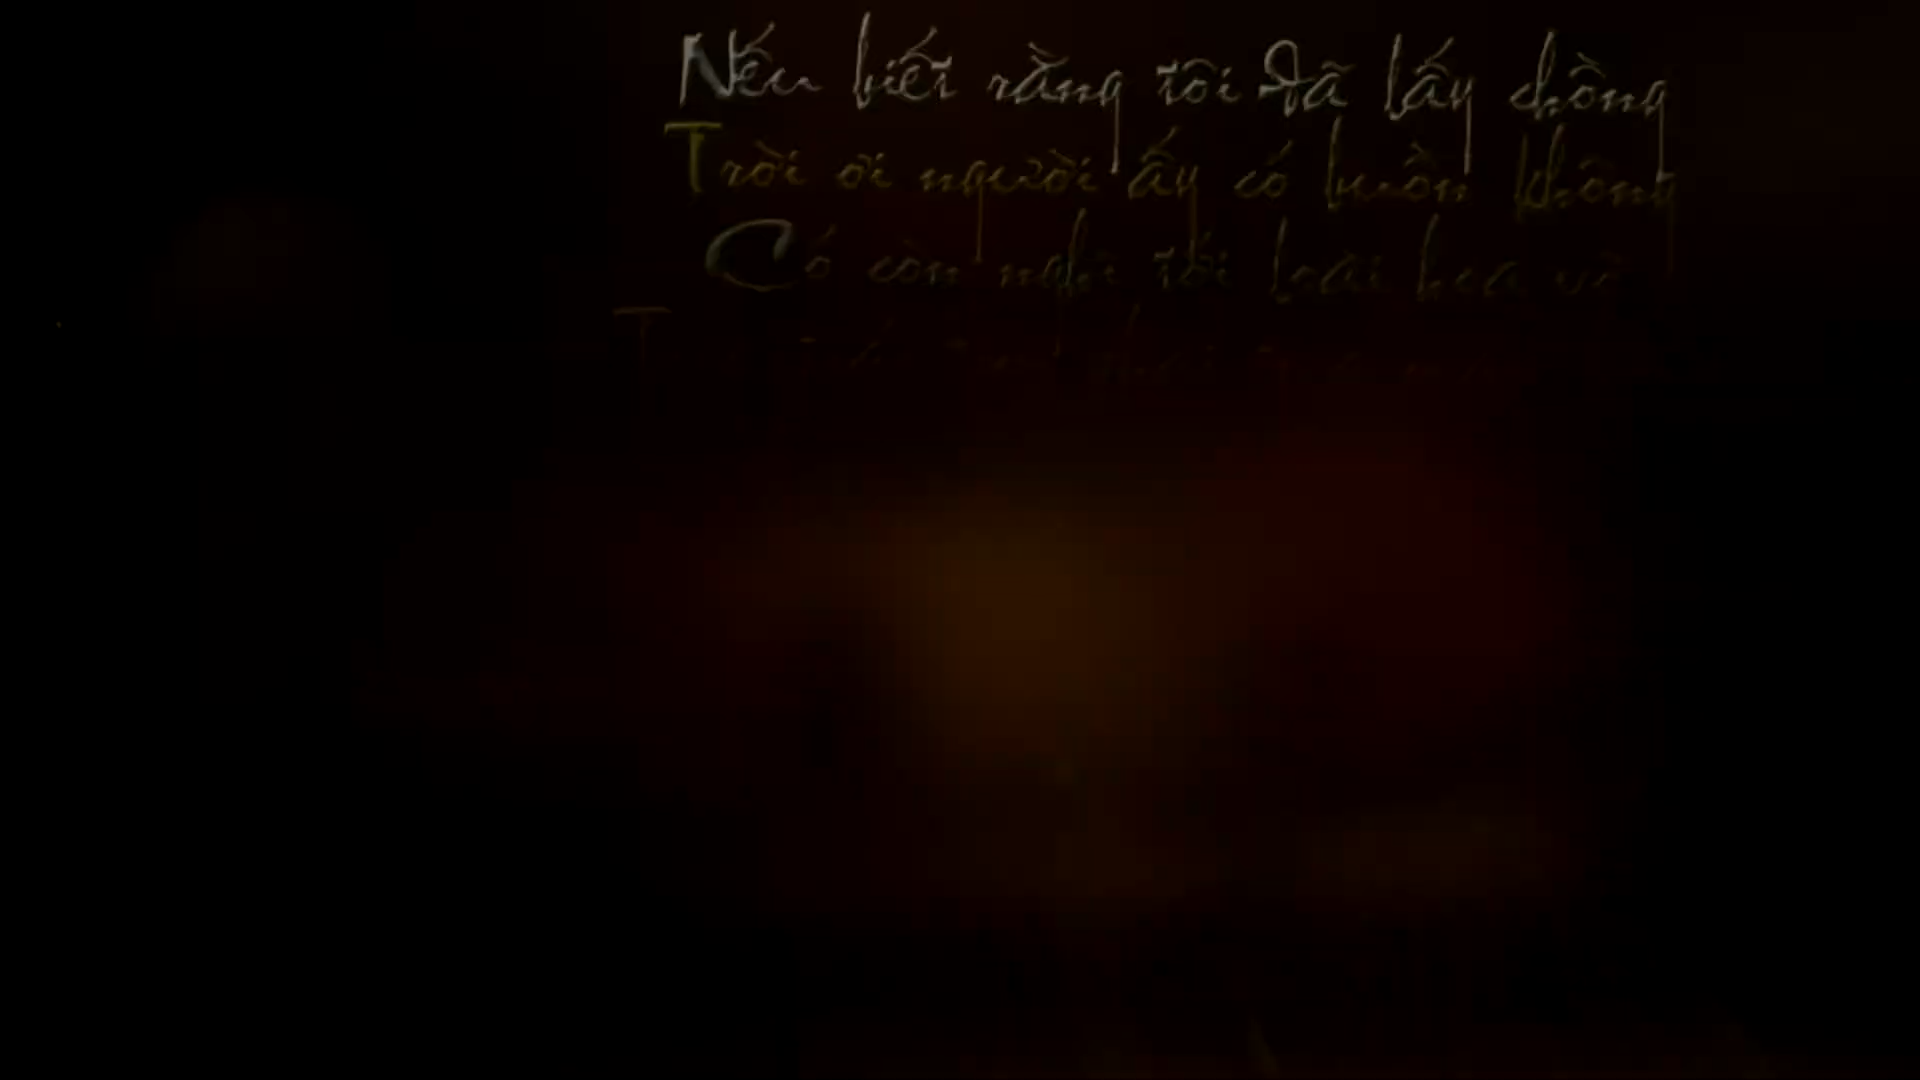 Nếu biết rằng tôi đã lấy chồng
Trời ơi người ấy có buồn không
Có còn nghĩ tới loài hoa vỡ